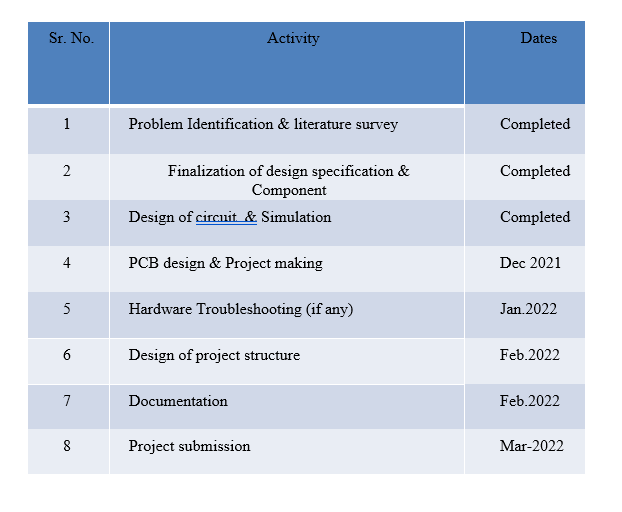 Sr. No. Activity Dates
1 Problem Identification & literature survey Completed
2 Finalization of design specification & Completed
Component
3 Design of circuit & Simulation Completed
4 PCB design & Project making Dec 2021
5 Hardware Troubleshooting (if any) Jan.2022
6 Design of project structure Feb.2022
7 Documentation Feb.2022
8 Project submission Mar-2022